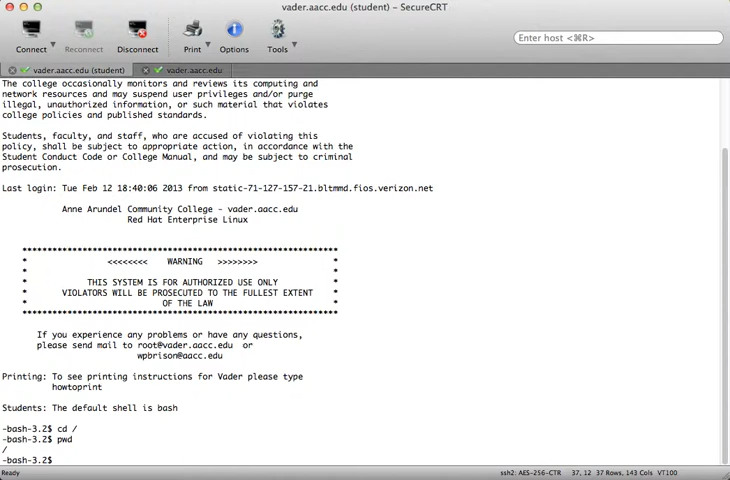 vader.aacc.edu (student) – SecureCRT
Connect Reconnect Disconnect Print Options Tools
Enter host <⌘R>
vader.aacc.edu (student) vader.aacc.edu
The college occasionally monitors and reviews its computing and
network resources and may suspend user privileges and/or purge
illegal, unauthorized information, or such material that violates
college policies and published standards.
Students, faculty, and staff, who are accused of violating this
policy, shall be subject to appropriate action, in accordance with the
Student Conduct Code or College Manual, and may be subject to criminal
prosecution.
Last login: Tue Feb 12 18:40:06 2013 from static-71-127-157-21.bltmmd.fios.verizon.net
Anne Arundel Community College - vader.aacc.edu
Red Hat Enterprise Linux
***************************************************************
* <<<<<<<< WARNING >>>>>>>> *
* *
* THIS SYSTEM IS FOR AUTHORIZED USE ONLY *
* VIOLATORS WILL BE PROSECUTED TO THE FULLEST EXTENT *
* OF THE LAW *
***************************************************************
If you experience any problems or have any questions,
please send mail to root@vader.aacc.edu or
wpbrison@aacc.edu
Printing: To see printing instructions for Vader please type
howtoprint
Students: The default shell is bash
-bash-3.2$ cd /
-bash-3.2$ pwd
/
-bash-3.2$
Ready ssh2: AES-256-CTR 37, 12 37 Rows, 143 Cols VT100